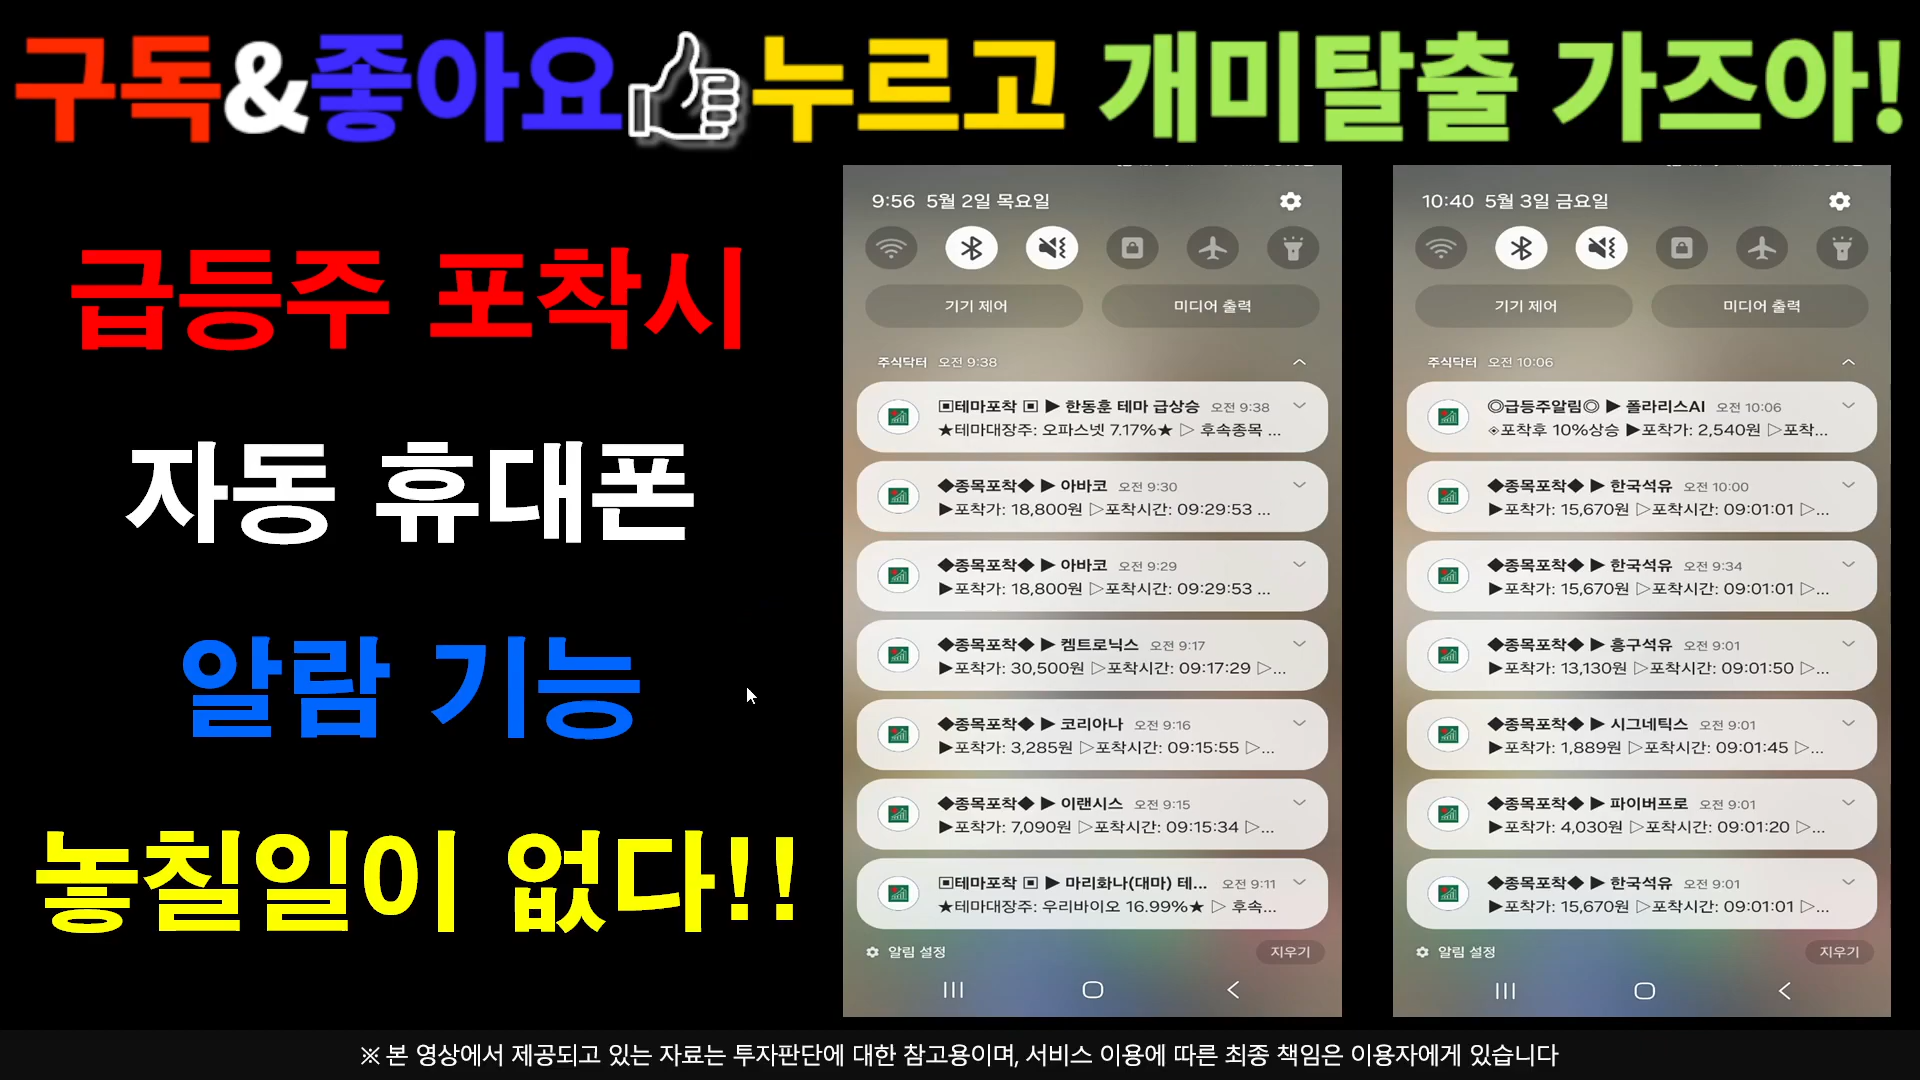 구독&좋아요 누르고 개미탈출 가즈아!
급등주 포착시
자동 휴대폰
알람 기능
놓칠일이 없다!!
9:56 5월 2일 목요일
기기 제어 미디어 출력
주식닥터 오전 9:38
▣테마포착 ▣ ▶ 한동훈 테마 급상승 오전 9:38
★테마대장주: 오파스넷 7.17%★ ▷ 후속종목 ...
◆종목포착◆ ▶ 아바코 오전 9:30
▶포착가: 18,800원 ▷포착시간: 09:29:53 ...
◆종목포착◆ ▶ 아바코 오전 9:29
▶포착가: 18,800원 ▷포착시간: 09:29:53 ...
◆종목포착◆ ▶ 켐트로닉스 오전 9:17
▶포착가: 30,500원 ▷포착시간: 09:17:29 ▷...
◆종목포착◆ ▶ 코리아나 오전 9:16
▶포착가: 3,285원 ▷포착시간: 09:15:55 ▷...
◆종목포착◆ ▶ 이랜시스 오전 9:15
▶포착가: 7,090원 ▷포착시간: 09:15:34 ▷...
▣테마포착 ▣ ▶ 마리화나(대마) 테... 오전 9:11
★테마대장주: 우리바이오 16.99%★ ▷ 후속...
알림 설정 지우기
10:40 5월 3일 금요일
기기 제어 미디어 출력
주식닥터 오전 10:06
◎급등주알림◎ ▶ 폴라리스AI 오전 10:06
◈포착후 10%상승 ▶포착가: 2,540원 ▷포착...
◆종목포착◆ ▶ 한국석유 오전 10:00
▶포착가: 15,670원 ▷포착시간: 09:01:01 ▷...
◆종목포착◆ ▶ 한국석유 오전 9:34
▶포착가: 15,670원 ▷포착시간: 09:01:01 ▷...
◆종목포착◆ ▶ 흥구석유 오전 9:01
▶포착가: 13,130원 ▷포착시간: 09:01:50 ▷...
◆종목포착◆ ▶ 시그네틱스 오전 9:01
▶포착가: 1,889원 ▷포착시간: 09:01:45 ▷...
◆종목포착◆ ▶ 파이버프로 오전 9:01
▶포착가: 4,030원 ▷포착시간: 09:01:20 ▷...
◆종목포착◆ ▶ 한국석유 오전 9:01
▶포착가: 15,670원 ▷포착시간: 09:01:01 ▷...
알림 설정 지우기
※ 본 영상에서 제공되고 있는 자료는 투자판단에 대한 참고용이며, 서비스 이용에 따른 최종 책임은 이용자에게 있습니다